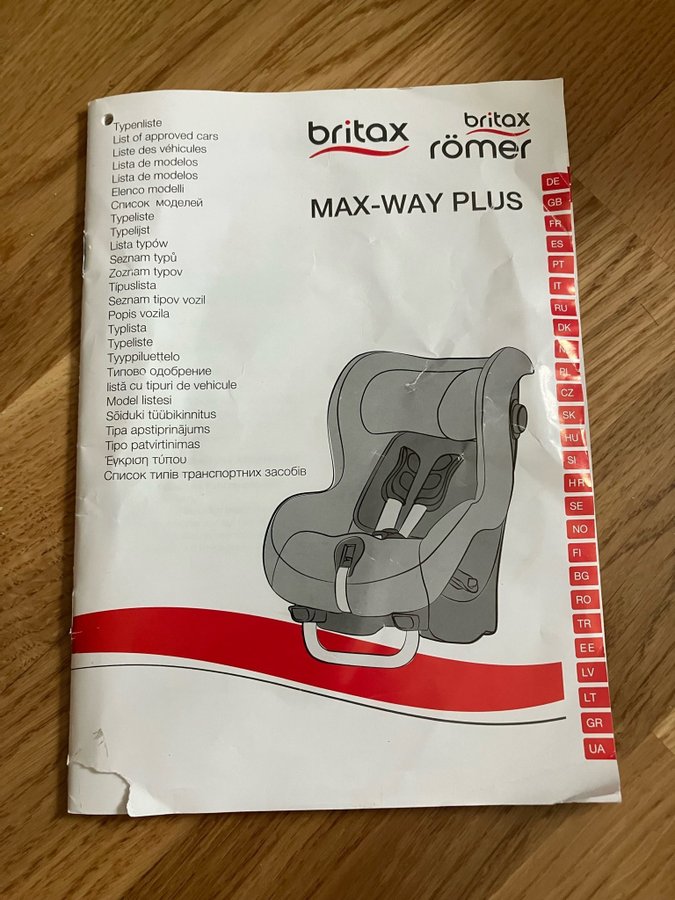 Typenliste
List of approved cars
Liste des véhicules
Lista de modelos
Lista de modelos
Elenco modelli
Список моделей
Typeliste
Typelijst
Lista typów
Seznam typů
Zoznam typov
Típuslista
Seznam tipov vozil
Popis vozila
Typlista
Typeliste
Tyyppiluettelo
Типово одобрение
listă cu tipuri de vehicule
Model listesi
Sõiduki tüübikinnitus
Tipa apstiprinājums
Tipo patvirtinimas
Έγκριση τύπου
Список типів транспортних засобів
britax
britax
römer
MAX-WAY PLUS
DE
GB
FR
ES
PT
IT
RU
DK
PL
CZ
SK
HU
SI
HR
SE
NO
FI
BG
RO
TR
EE
LV
LT
GR
UA